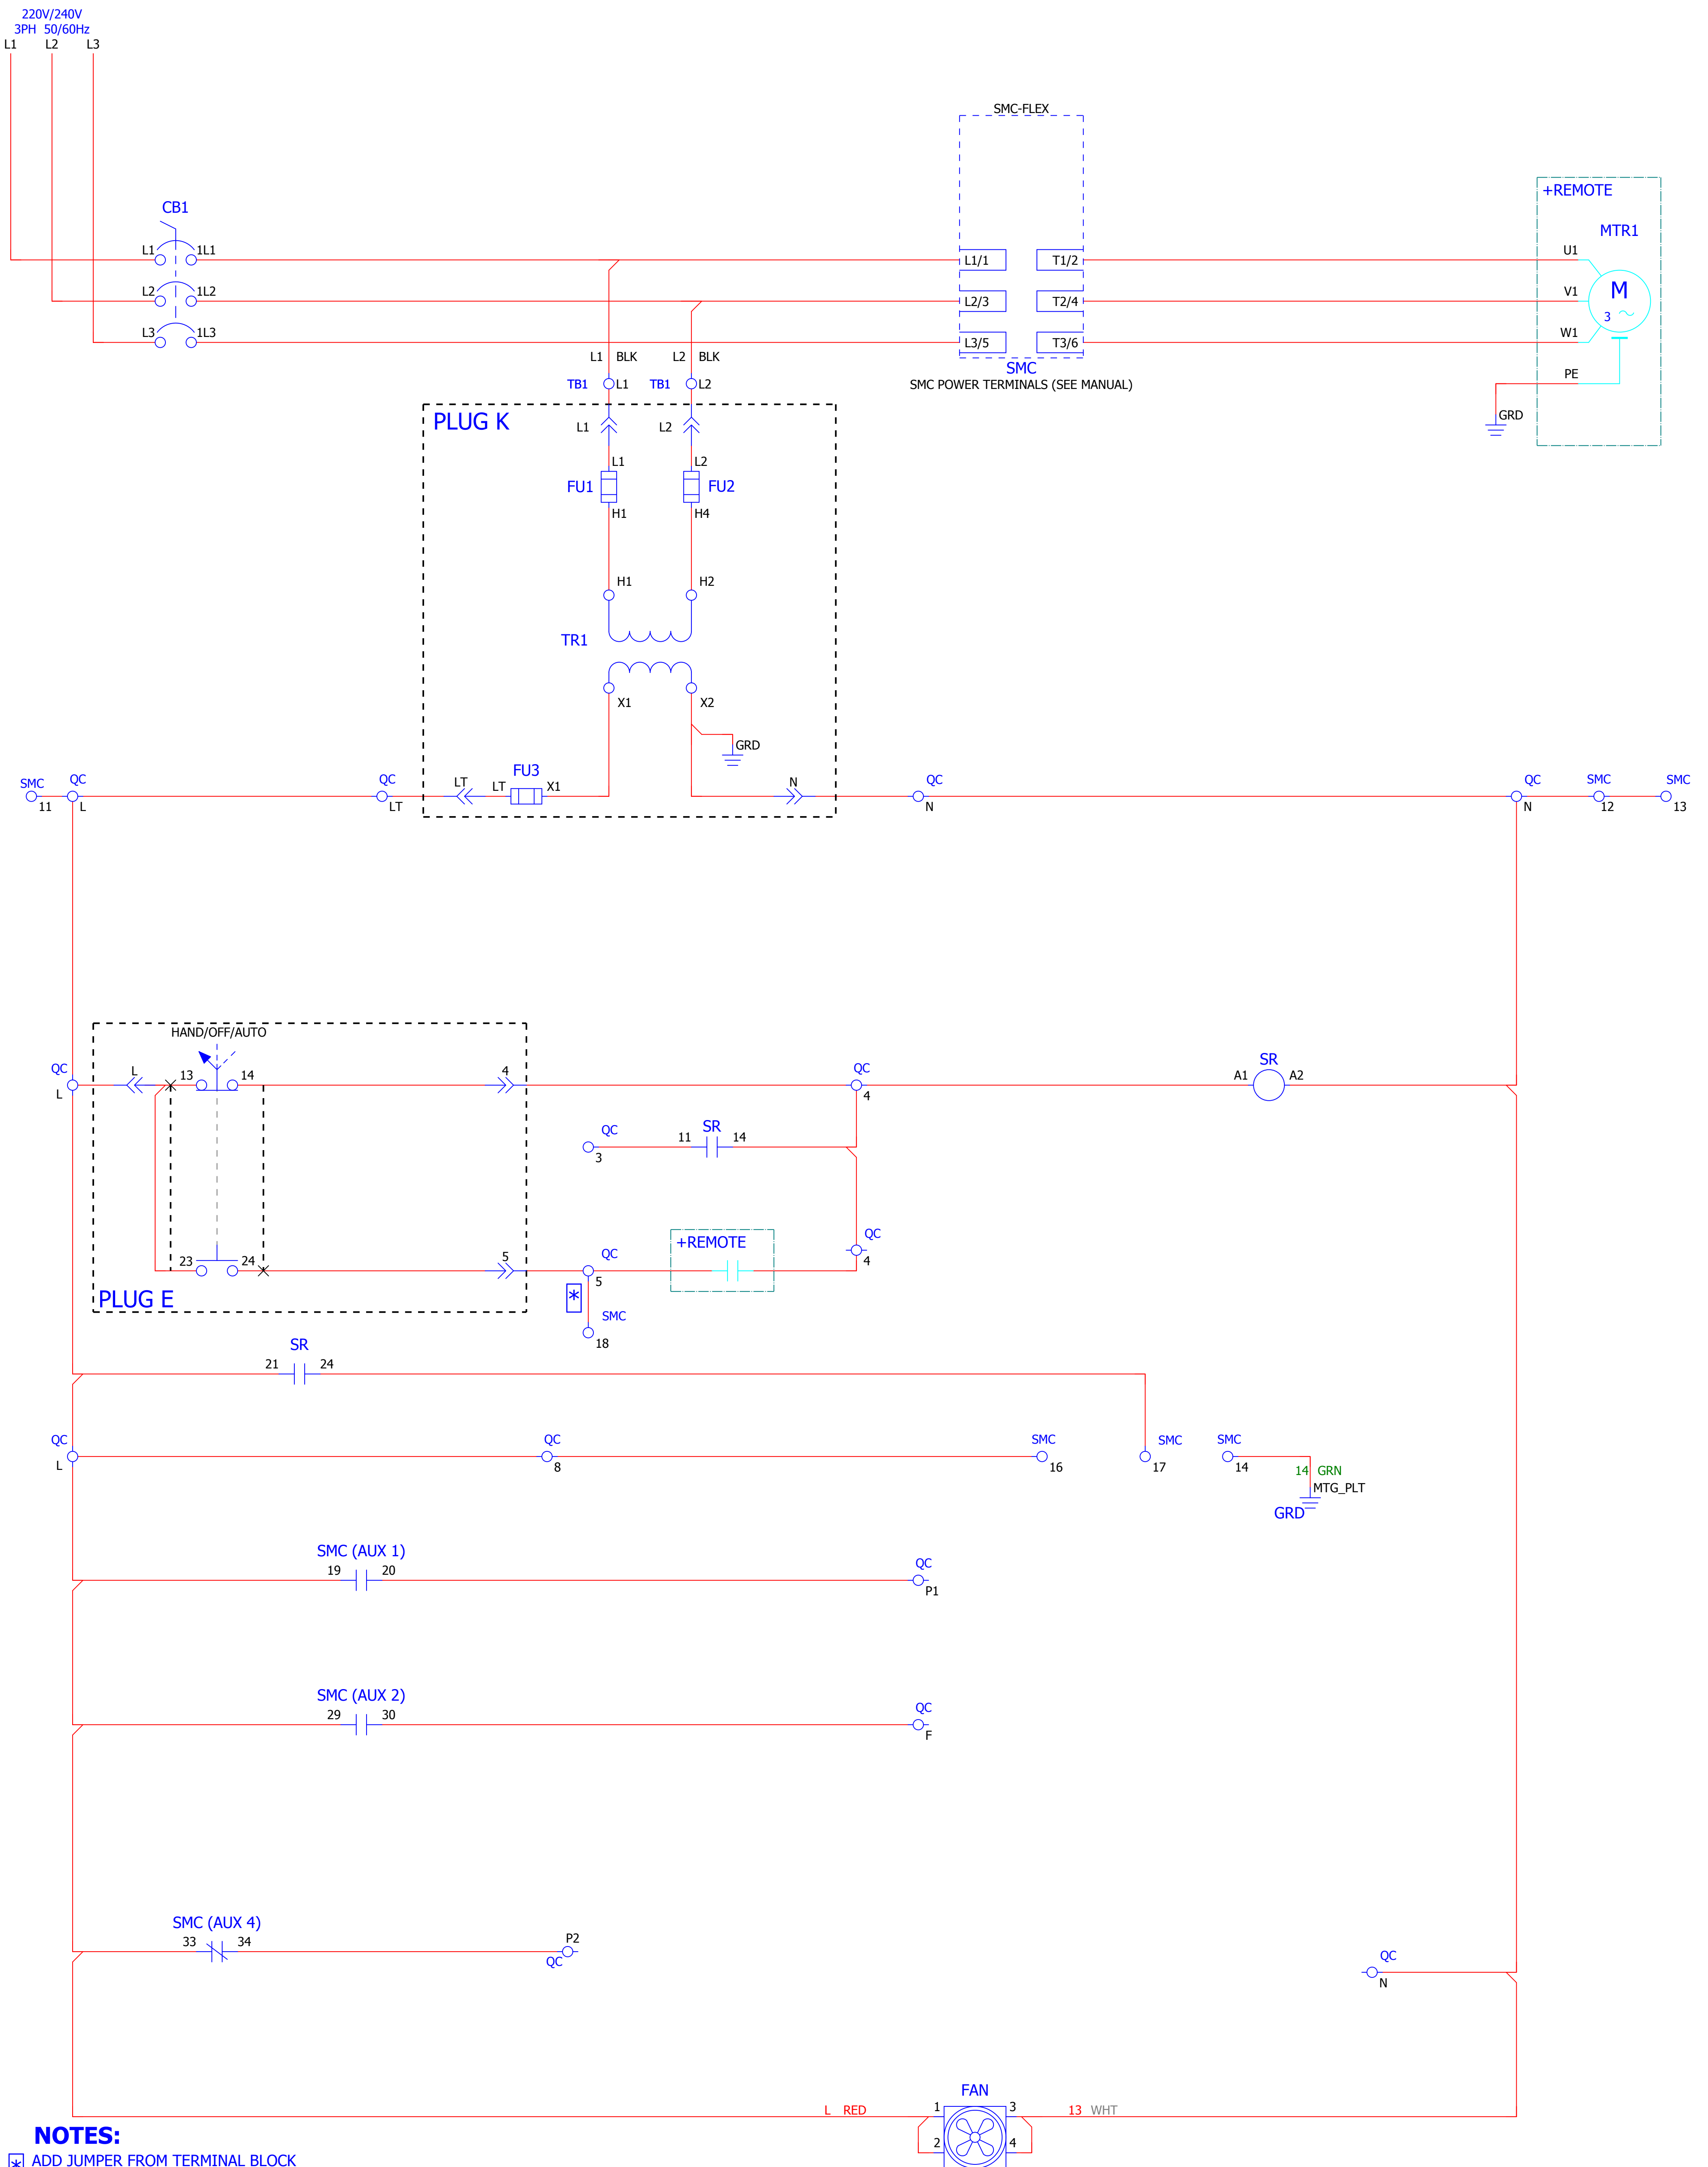 220V/240V
3PH 50/60Hz
L1 L2 L3
SMC-FLEX
+REMOTE
CB1
MTR1
L1 1L1 L1/1 T1/2 U1
L2 1L2 L2/3 T2/4 V1
M
3
L3 1L3 L3/5 T3/6 W1
L1 BLK L2 BLK
SMC
PE
TB1 L1 TB1 L2
SMC POWER TERMINALS (SEE MANUAL)
PLUG K
L1 L2
GRD
L1 L2
FU1 FU2
H1 H4
H1 H2
TR1
X1 X2
GRD
FU3
SMC QC QC LT LT X1 N QC QC SMC SMC
11 L LT N N 12 13
HAND/OFF/AUTO
QC L 13 14 4 QC SR
A1 A2
L 4
SR
QC 11 14
3
QC
+REMOTE
23 24 5 QC 4
5
PLUG E
*
SMC
18
SR
21 24
QC QC SMC SMC SMC
L 8 16 17 14
14 GRN
MTG_PLT
GRD
SMC (AUX 1)
19 20 QC
P1
SMC (AUX 2)
29 30 QC
F
SMC (AUX 4)
33 34 P2
QC
QC
N
FAN
L RED 1 3 13 WHT
NOTES:
2 4
* ADD JUMPER FROM TERMINAL BLOCK